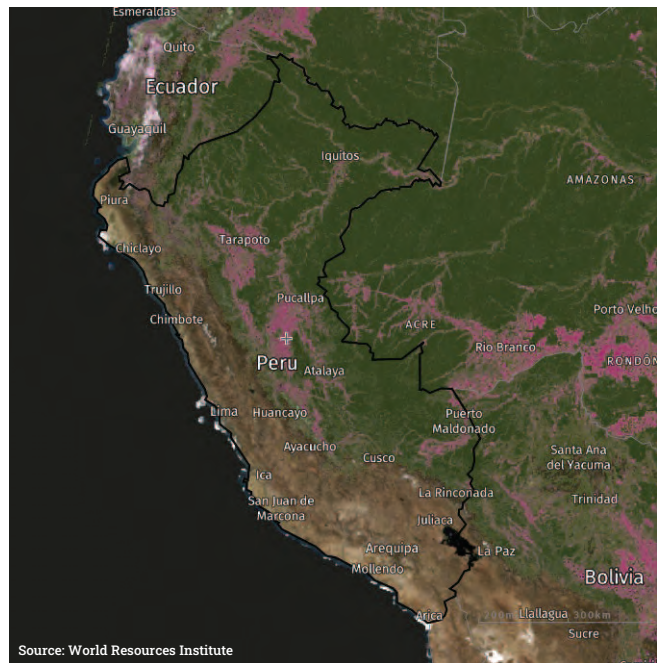 Esmeraldas
Quito
Ecuador
Guayaquil
Iquitos
AMAZONAS
Piura
Tarapoto
Chiclayo
Pucallpa
Trujillo
Porto Velho
ACRE
Chimbote
Rio Branco
RONDÔN
Peru
Atalaya
Lima
Huancayo
Puerto
Maldonado
Ayacucho
Santa Ana
del Yacuma
Cusco
Ica
La Rinconada
Trinidad
San Juan de
Marcona
Juliaca
Arequipa
La Paz
Mollendo
Bolivia
Arica
200mi
300km
Llallagua
Sucre
Source: World Resources Institute